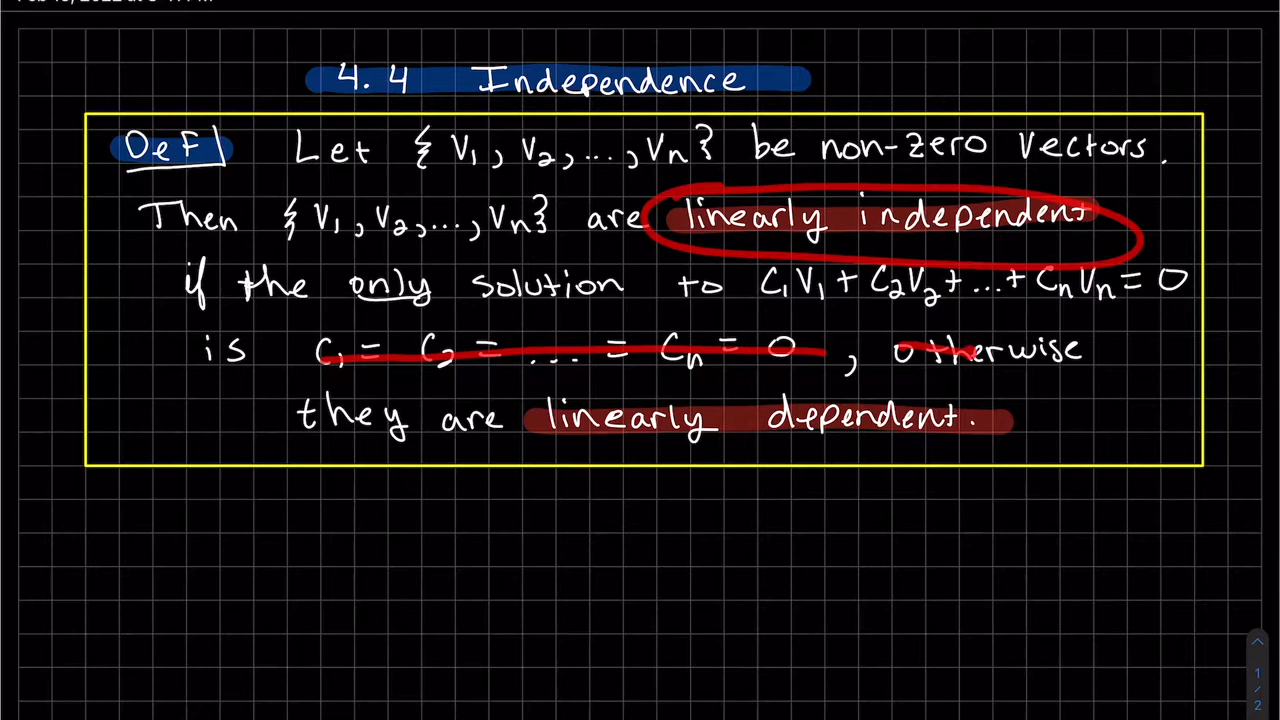 4.4 Independence
Def Let {v₁, v₂, ..., vₙ} be non-zero vectors.
Then {v₁, v₂, ..., vₙ} are linearly independent
if the only solution to c₁v₁ + c₂v₂ + ... + cₙvₙ = 0
is c₁ = c₂ = .... = cₙ = 0, otherwise
they are linearly dependent.
1
/
2